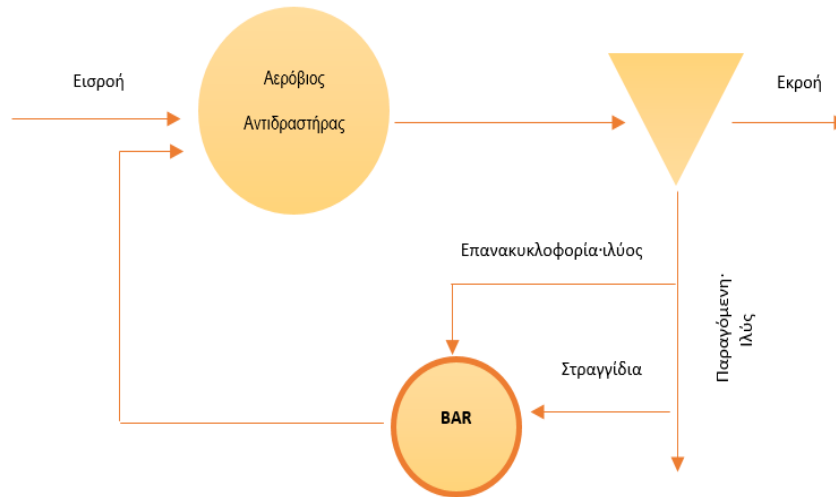 Εισροή
Αερόβιος
Αντιδραστήρας
Εκροή
Επανακυκλοφορία·ιλύος
Παραγόμενη·
Ιλύς
Στραγγίδια
BAR